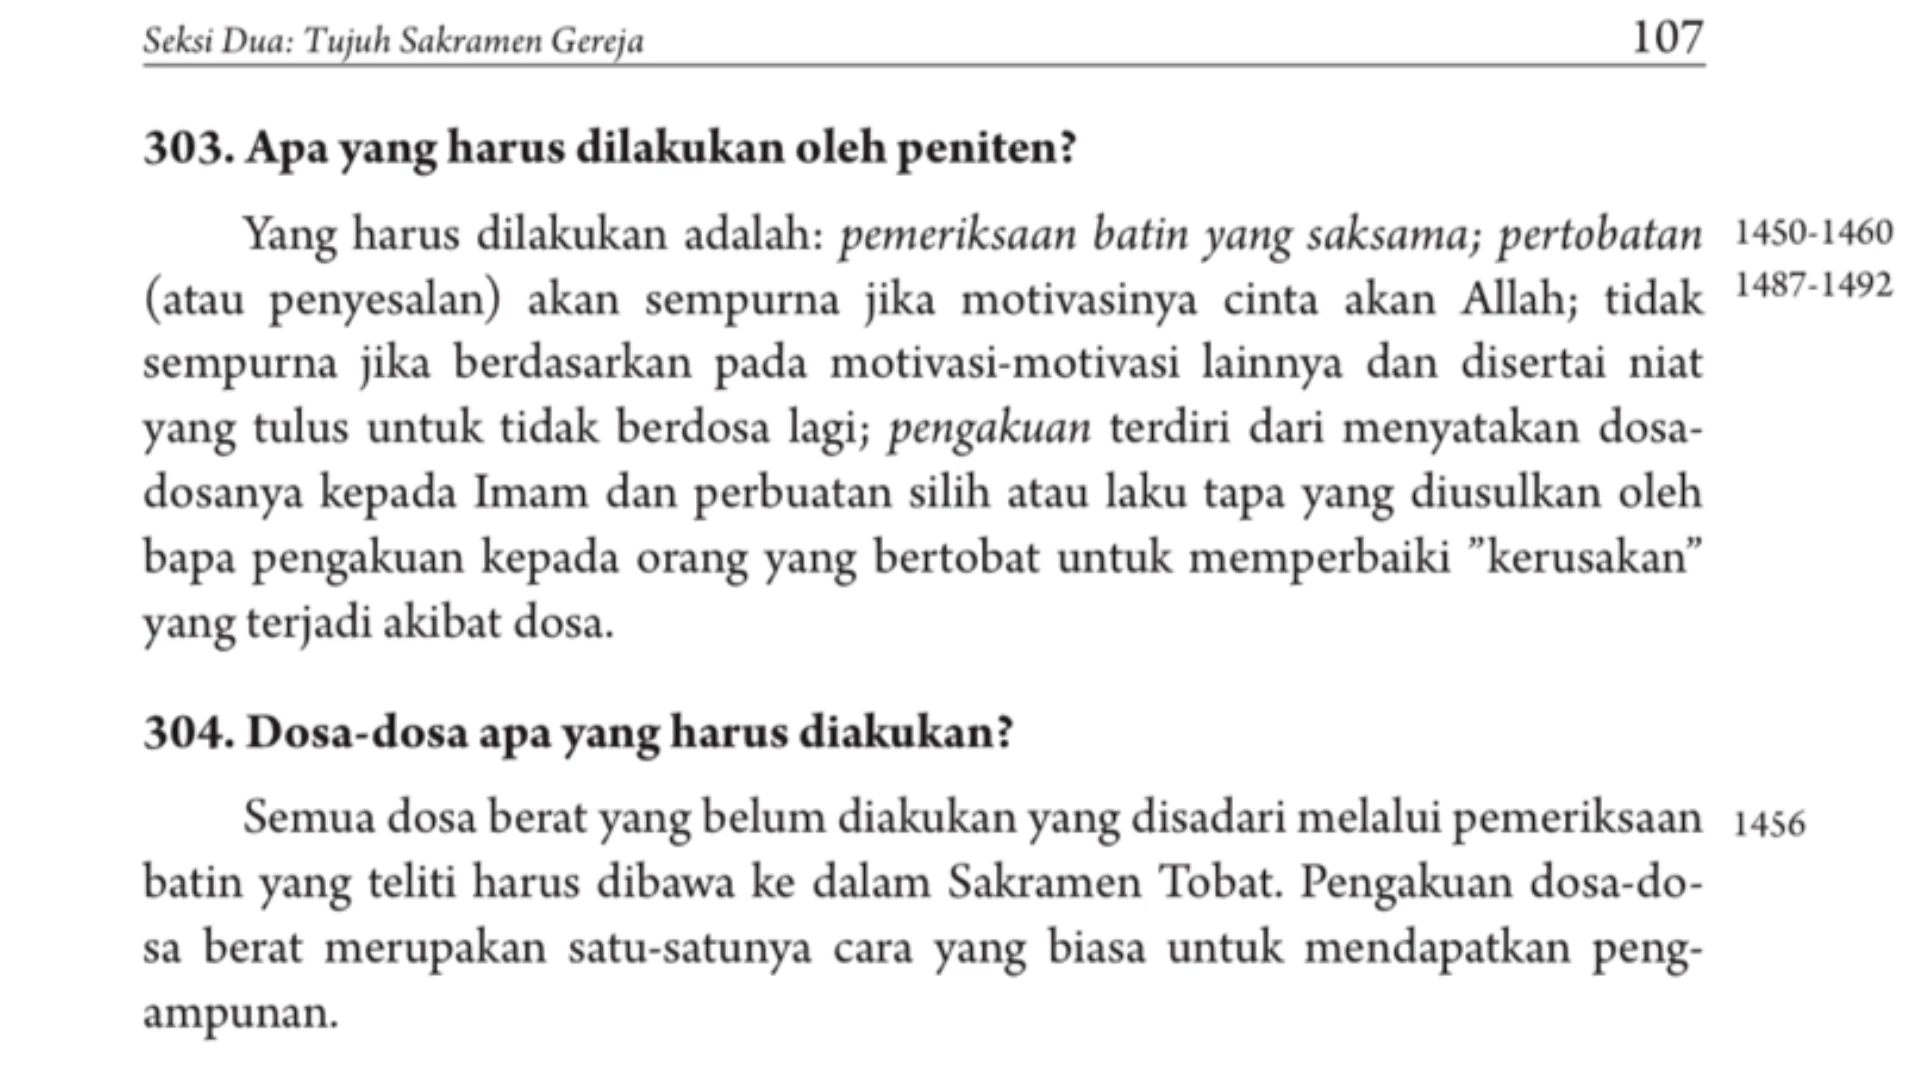 Seksi Dua: Tujuh Sakramen Gereja 107
303. Apa yang harus dilakukan oleh peniten?
Yang harus dilakukan adalah: pemeriksaan batin yang saksama; pertobatan 1450-1460
(atau penyesalan) akan sempurna jika motivasinya cinta akan Allah; tidak 1487-1492
sempurna jika berdasarkan pada motivasi-motivasi lainnya dan disertai niat
yang tulus untuk tidak berdosa lagi; pengakuan terdiri dari menyatakan dosa-
dosanya kepada Imam dan perbuatan silih atau laku tapa yang diusulkan oleh
bapa pengakuan kepada orang yang bertobat untuk memperbaiki ”kerusakan”
yang terjadi akibat dosa.
304. Dosa-dosa apa yang harus diakukan?
Semua dosa berat yang belum diakukan yang disadari melalui pemeriksaan 1456
batin yang teliti harus dibawa ke dalam Sakramen Tobat. Pengakuan dosa-do-
sa berat merupakan satu-satunya cara yang biasa untuk mendapatkan peng-
ampunan.